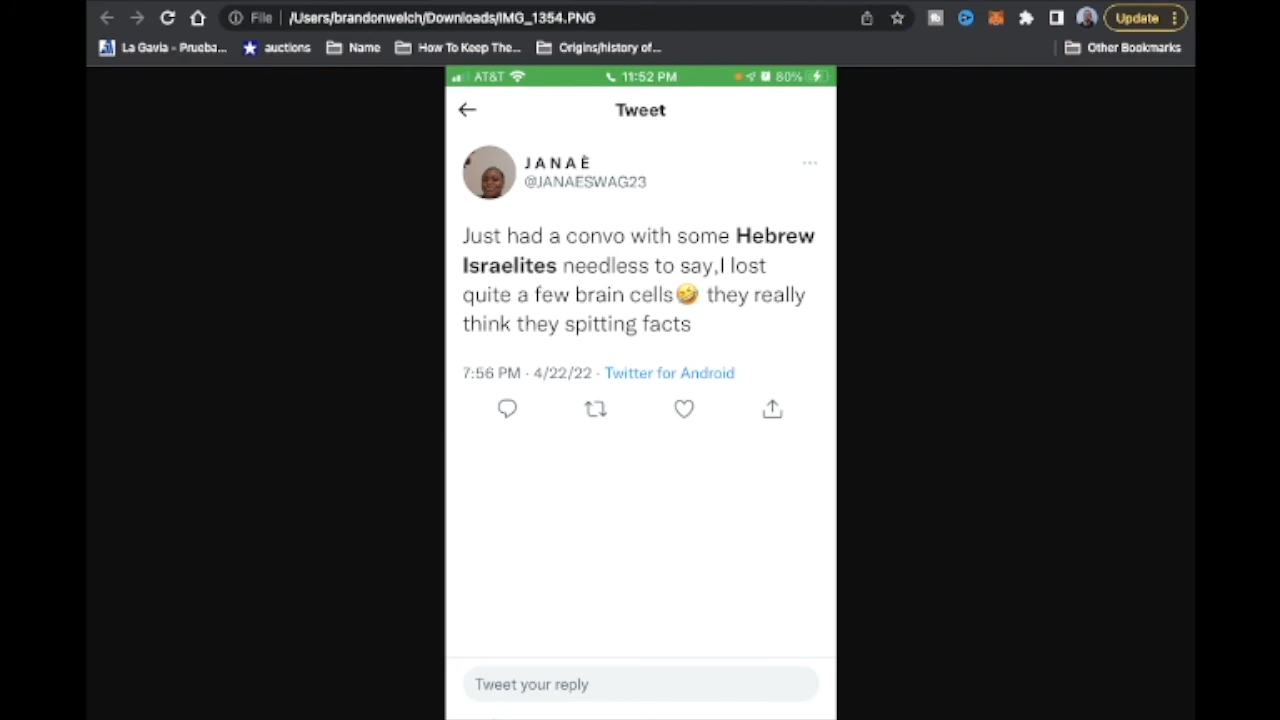 File | /Users/brandonwelch/Downloads/IMG_1354.PNG
Update
La Gavia - Prueba...
auctions
Name
How To Keep The...
Origins/history of...
Other Bookmarks
AT&T
11:52 PM
80%
Tweet
J A N A È
@JANAESWAG23
Just had a convo with some Hebrew
Israelites needless to say,I lost
quite a few brain cells🤣 they really
think they spitting facts
7:56 PM · 4/22/22 · Twitter for Android
Tweet your reply